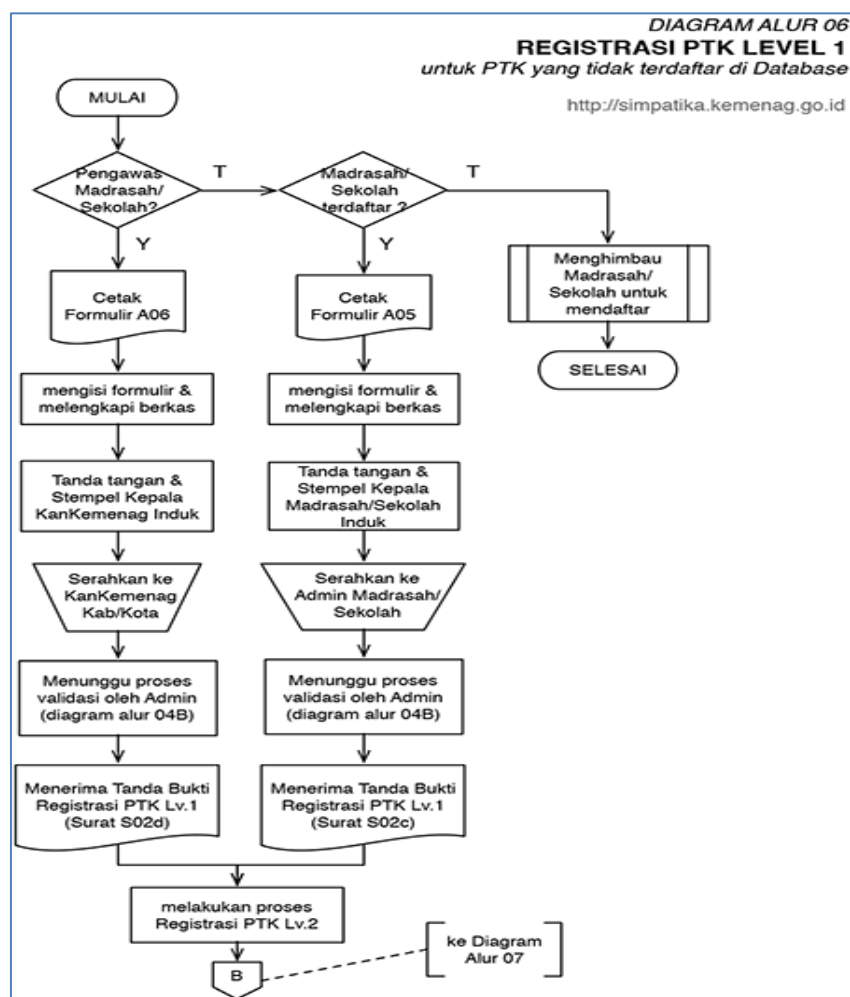 DIAGRAM ALUR 06
REGISTRASI PTK LEVEL 1
untuk PTK yang tidak terdaftar di Database
http://simpatika.kemenag.go.id
MULAI
Pengawas
Madrasah/
Sekolah?
T
Madrasah/
Sekolah
terdaftar ?
T
Y
Y
Menghimbau
Madrasah/
Sekolah untuk
mendaftar
SELESAI
Cetak
Formulir A06
Cetak
Formulir A05
mengisi formulir &
melengkapi berkas
mengisi formulir &
melengkapi berkas
Tanda tangan &
Stempel Kepala
KanKemenag Induk
Tanda tangan &
Stempel Kepala
Madrasah/Sekolah
Induk
Serahkan ke
KanKemenag
Kab/Kota
Serahkan ke
Admin Madrasah/
Sekolah
Menunggu proses
validasi oleh Admin
(diagram alur 04B)
Menunggu proses
validasi oleh Admin
(diagram alur 04B)
Menerima Tanda Bukti
Registrasi PTK Lv.1
(Surat S02d)
Menerima Tanda Bukti
Registrasi PTK Lv.1
(Surat S02c)
melakukan proses
Registrasi PTK Lv.2
B
ke Diagram
Alur 07